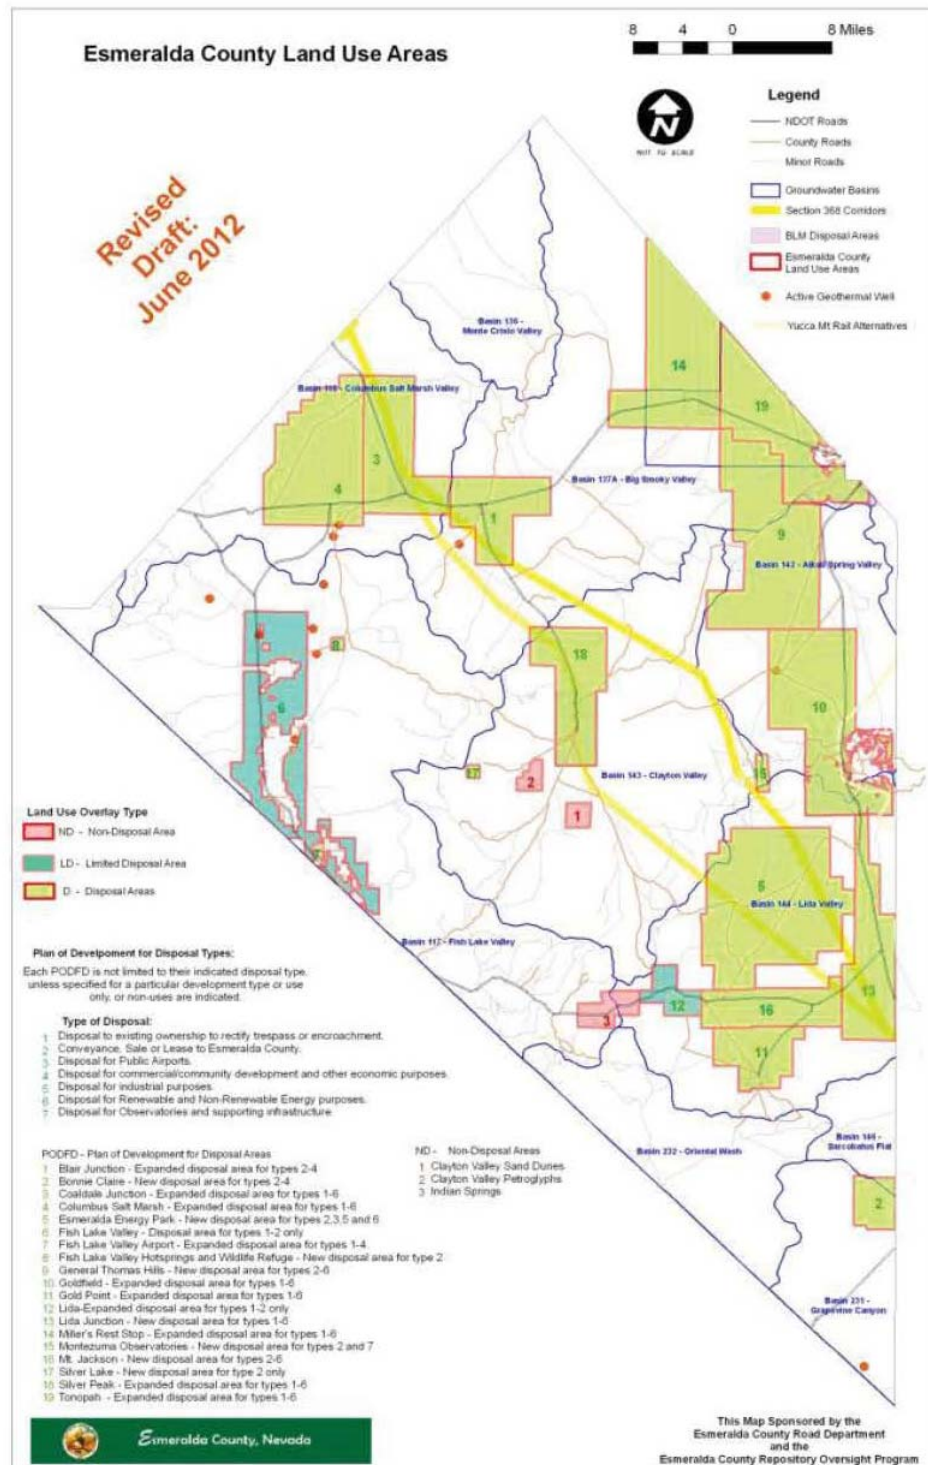 Esmeralda County Land Use Areas
8 4 0 8 Miles
N
NOT TO SCALE
Revised
Draft:
June 2012
Legend
NDOT Roads
County Roads
Minor Roads
Groundwater Basins
Section 368 Corridors
BLM Disposal Areas
Esmeralda County
Land Use Areas
Active Geothermal Well
Yucca Mt Rail Alternatives
Basin 136 -
Monte Cristo Valley
14
Basin 118 - Columbus Salt Marsh Valley
19
3
Basin 137A - Big Smoky Valley
4
1
9
Basin 142 - Alkali Spring Valley
8
18
6
10
17
2
Basin 143 - Clayton Valley
15
1
7
5
Basin 144 - Lida Valley
Basin 117 - Fish Lake Valley
3
12
16
13
11
Basin 232 - Oriental Wash
Basin 146 -
Sarcobatus Flat
2
Basin 231 -
Grapevine Canyon
Land Use Overlay Type
ND - Non-Disposal Area
LD - Limited Disposal Area
D - Disposal Areas
Plan of Develpoment for Disposal Types:
Each PODFD is not limited to their indicated disposal type,
unless specified for a particular development type or use
only, or non-uses are indicated.
Type of Disposal:
1 Disposal to existing ownership to rectify trespass or encroachment.
2 Conveyance, Sale or Lease to Esmeralda County.
3 Disposal for Public Airports.
4 Disposal for commercial/community development and other economic purposes.
5 Disposal for industrial purposes.
6 Disposal for Renewable and Non-Renewable Energy purposes.
7 Disposal for Observatories and supporting infrastructure
PODFD - Plan of Development for Disposal Areas
1 Blair Junction - Expanded disposal area for types 2-4
2 Bonnie Claire - New disposal area for types 2-4
3 Coaldale Junction - Expanded disposal area for types 1-6
4 Columbus Salt Marsh - Expanded disposal area for types 1-6
5 Esmeralda Energy Park - New disposal area for types 2,3,5 and 6
6 Fish Lake Valley - Disposal area for types 1-2 only
7 Fish Lake Valley Airport - Expanded disposal area for types 1-4
8 Fish Lake Valley Hotsprings and Wildlife Refuge - New disposal area for type 2
9 General Thomas Hills - New disposal area for types 2-6
10 Goldfield - Expanded disposal area for types 1-6
11 Gold Point - Expanded disposal area for types 1-6
12 Lida-Expanded disposal area for types 1-2 only
13 Lida Junction - New disposal area for types 1-6
14 Miller's Rest Stop - Expanded disposal area for types 1-6
15 Montezuma Observatories - New disposal area for types 2 and 7
16 Mt. Jackson - New disposal area for types 2-6
17 Silver Lake - New disposal area for type 2 only
18 Silver Peak - Expanded disposal area for types 1-6
19 Tonopah - Expanded disposal area for types 1-6
ND - Non-Disposal Areas
1 Clayton Valley Sand Dunes
2 Clayton Valley Petroglyphs
3 Indian Springs
Esmeralda County, Nevada
This Map Sponsored by the
Esmeralda County Road Department
and the
Esmeralda County Repository Oversight Program